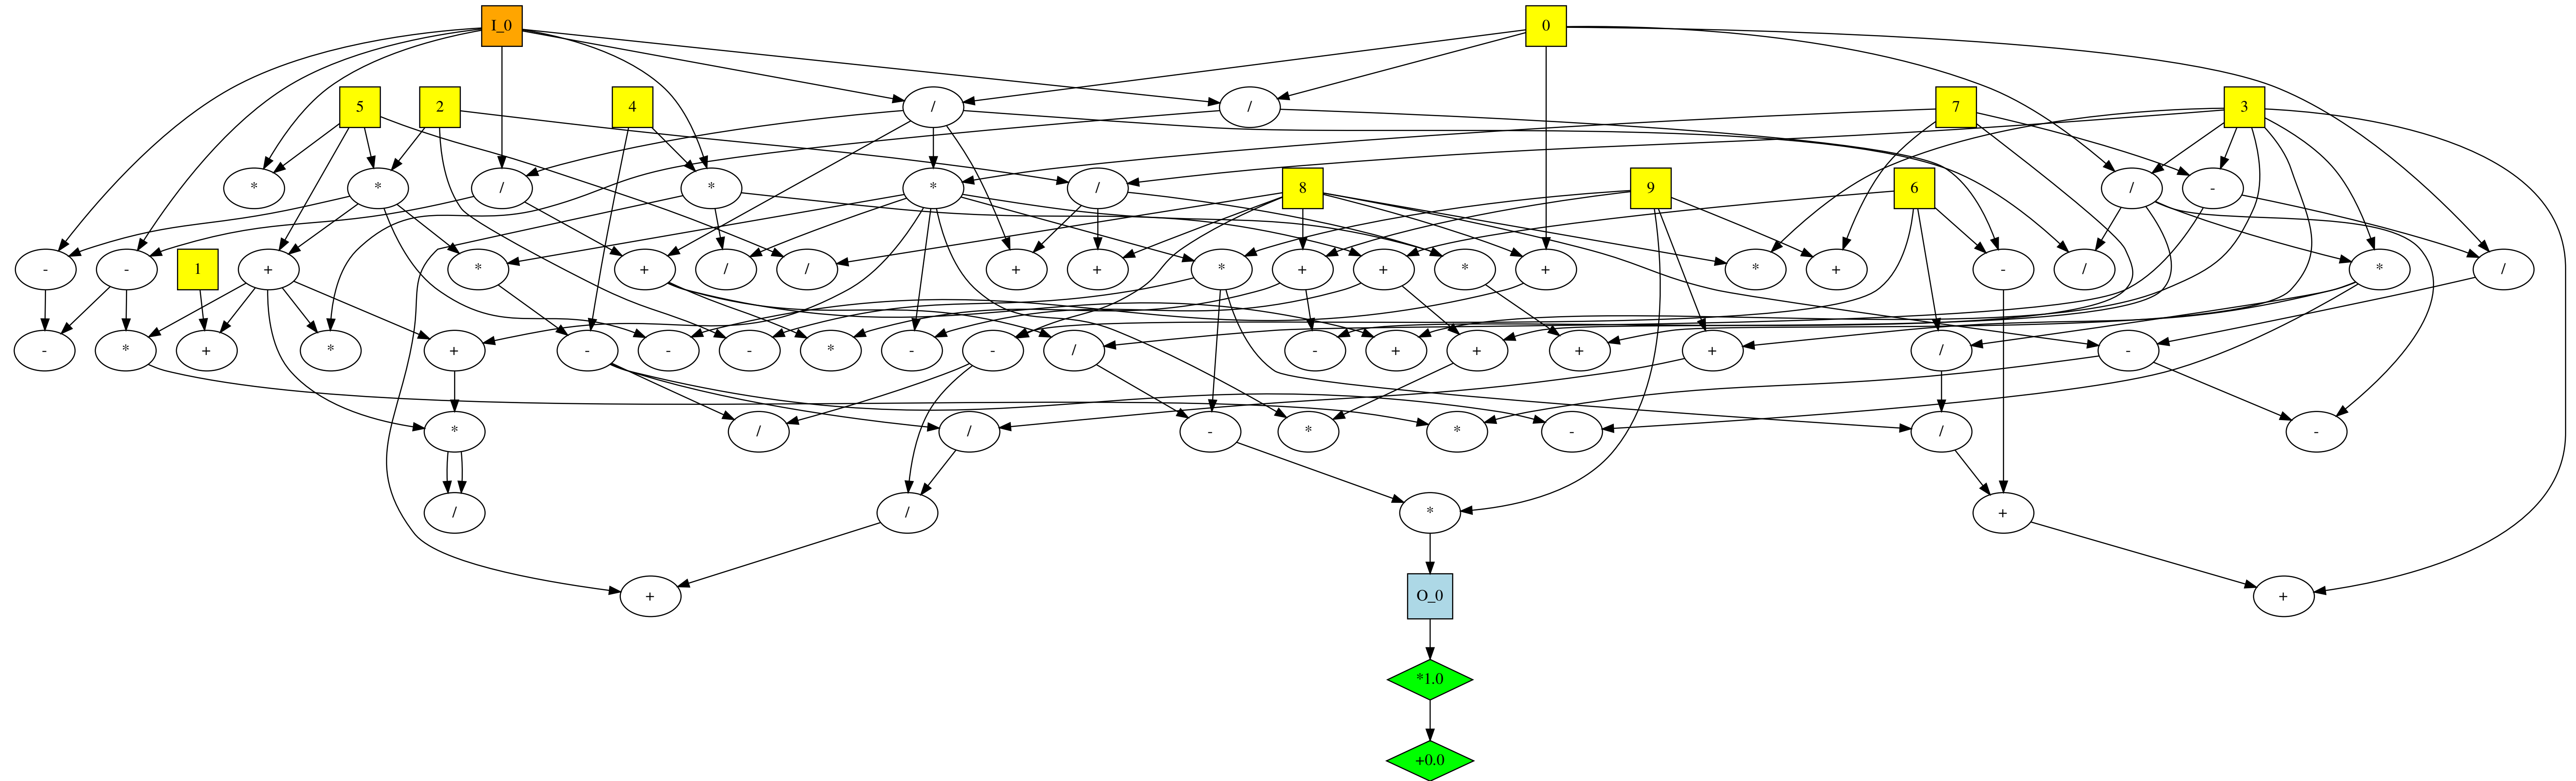 I_0 0
5 2 4 / / 7 3
* * / * * / 8 9 6 / -
- - 1 + * + / / + + * + + * + * + - / * /
- * + * + - - - * - - / - + + + + / -
* / / - * * - / -
/ / * +
+ O_0 +
*1.0
+0.0